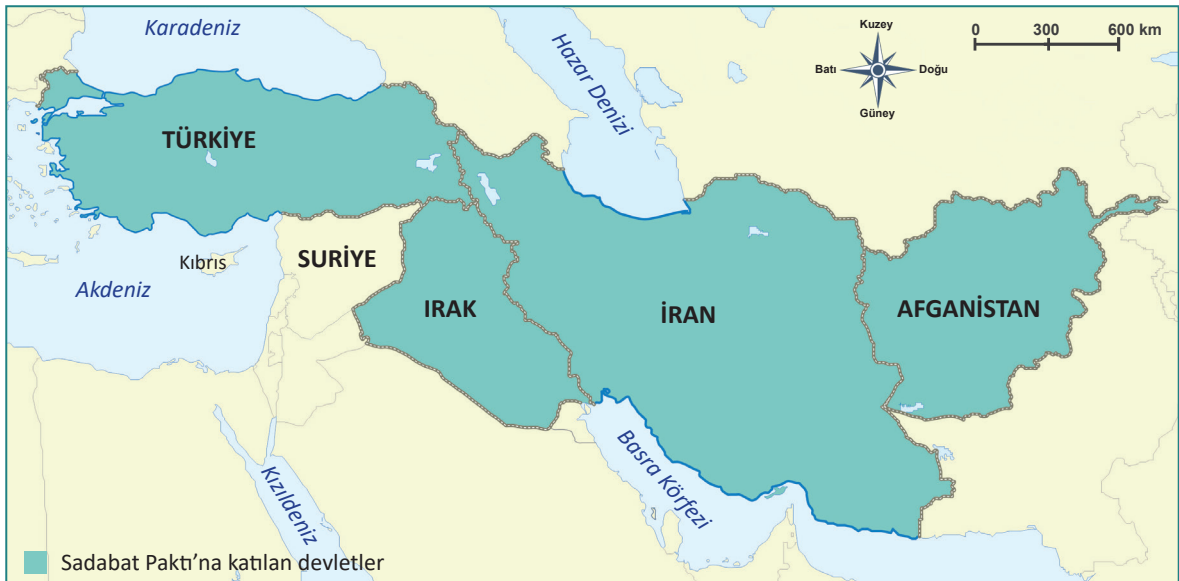 Karadeniz
Hazar Denizi
Kuzey
Batı
Doğu
Güney
0 300 600 km
TÜRKİYE
SURİYE
Kıbrıs
Akdeniz
IRAK
İRAN
AFGANİSTAN
Basra Körfezi
Kızıldeniz
Sadabat Paktı’na katılan devletler